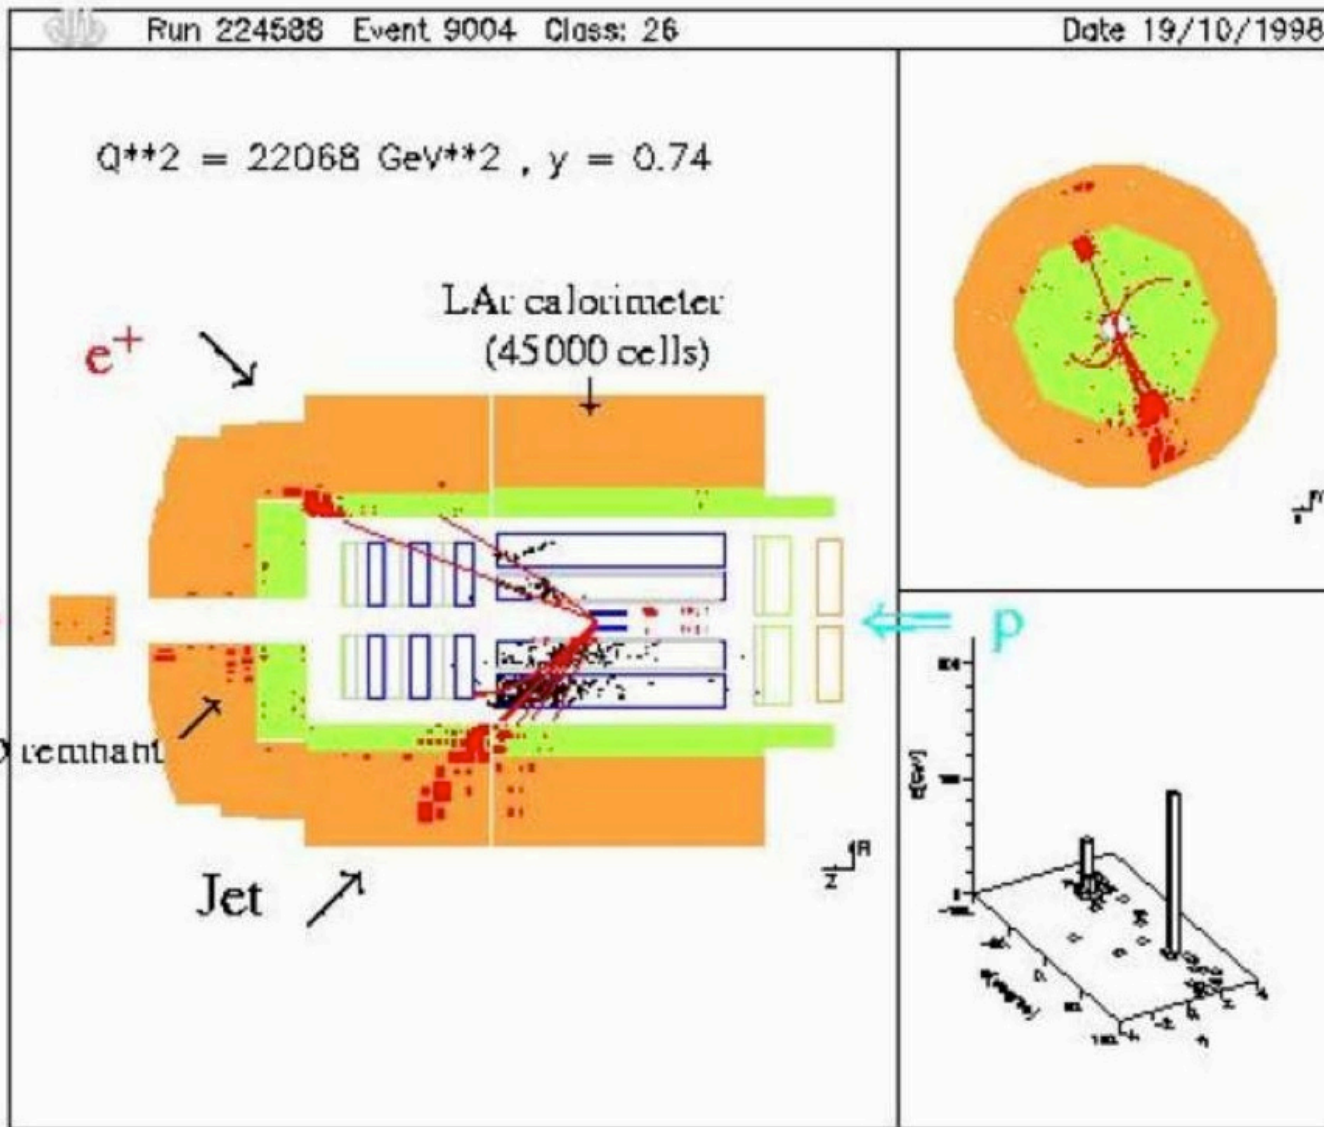 Run 224588 Event 9004 Class: 26
Date 19/10/1998
Q**2 = 22068 GeV**2 , y = 0.74
LAr calorimeter
(45000 cells)
e+
p
remnant
Jet
R
Z